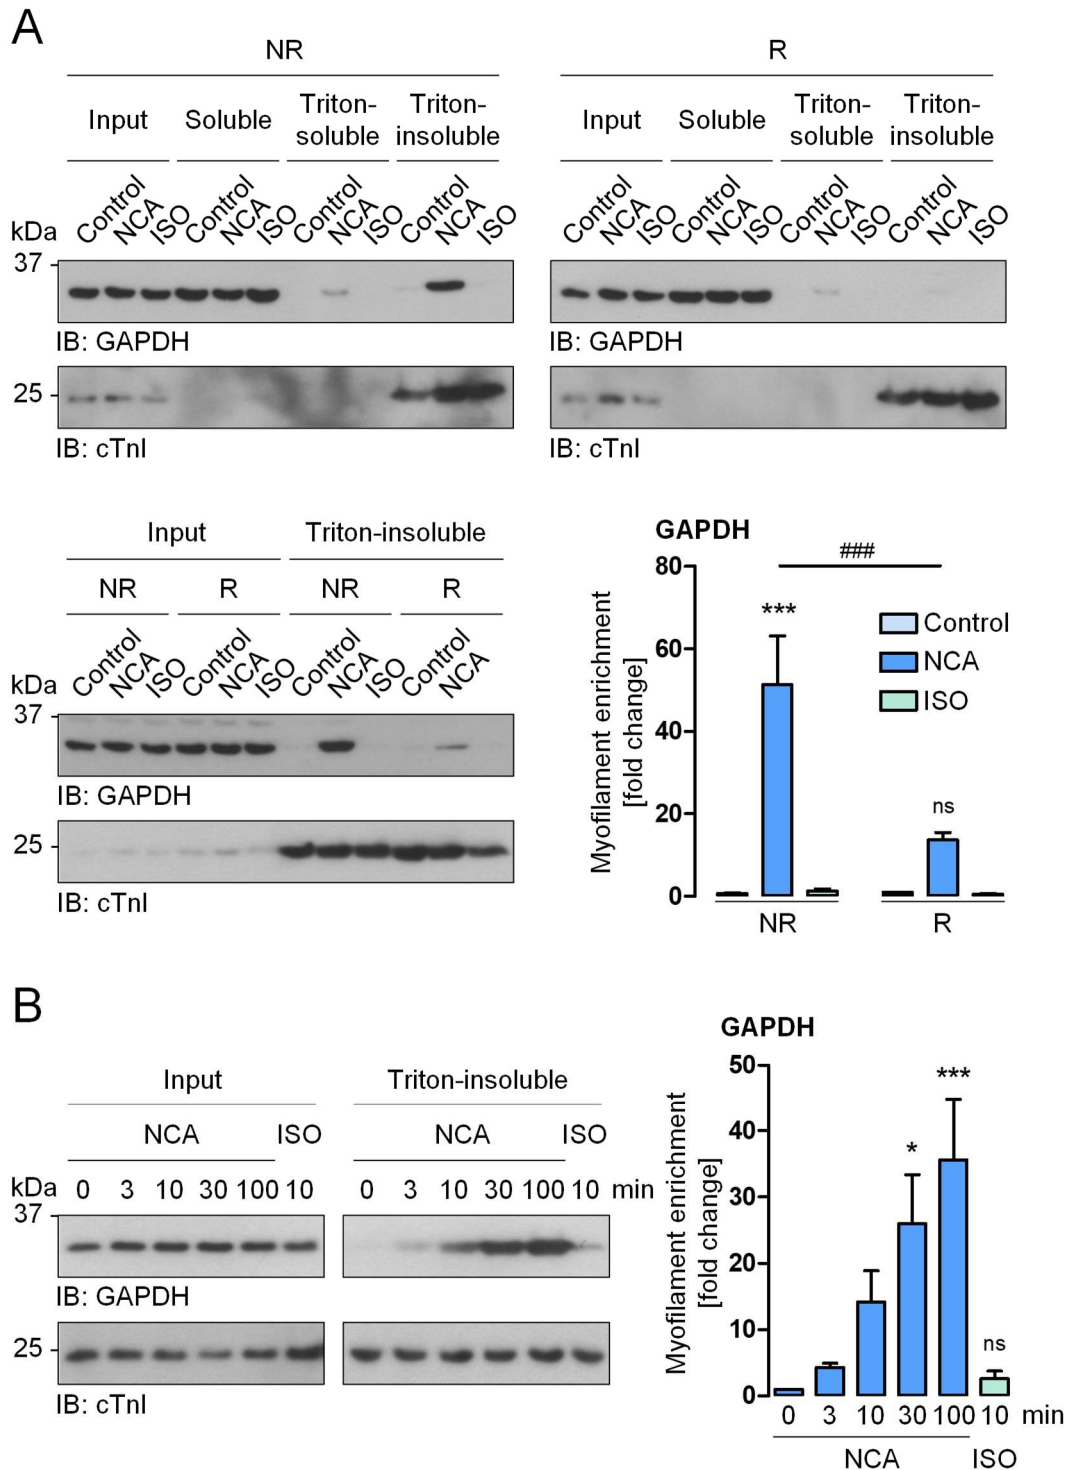 A
NR
Input Soluble Triton-soluble Triton-insoluble
Control NCA ISO Control NCA ISO Control NCA ISO Control NCA ISO
kDa
37
IB: GAPDH
25
IB: cTnI
R
Input Soluble Triton-soluble Triton-insoluble
Control NCA ISO Control NCA ISO Control NCA ISO Control NCA ISO
IB: GAPDH
IB: cTnI
Input Triton-insoluble
NR R NR R
Control NCA ISO Control NCA ISO Control NCA ISO Control NCA
kDa
37
IB: GAPDH
25
IB: cTnI
GAPDH
Myofilament enrichment
[fold change]
80
60
40
20
0
###
***
ns
Control
NCA
ISO
NR R
B
Input Triton-insoluble
NCA ISO NCA ISO
kDa 0 3 10 30 100 10 0 3 10 30 100 10 min
37
IB: GAPDH
25
IB: cTnI
GAPDH
Myofilament enrichment
[fold change]
50
40
30
20
10
0
*
***
ns
0 3 10 30 100 10 min
NCA ISO